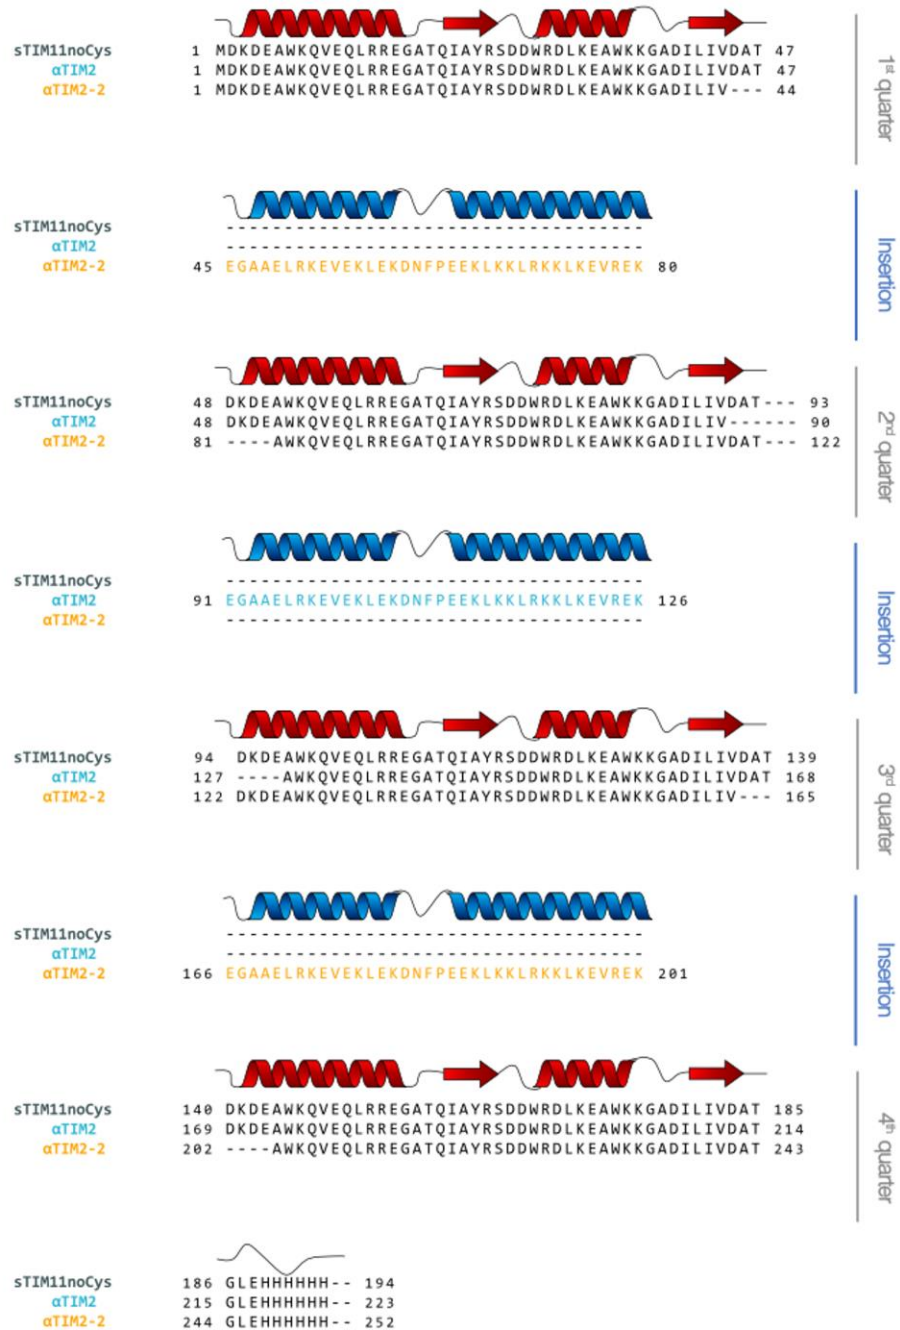 sTIM11noCys 1 MDKDEAWKQVEQLRREGATQIAYRSDDWRDLKEAWKKGADILIVDAT 47
αTIM2 1 MDKDEAWKQVEQLRREGATQIAYRSDDWRDLKEAWKKGADILIVDAT 47
αTIM2-2 1 MDKDEAWKQVEQLRREGATQIAYRSDDWRDLKEAWKKGADILIV--- 44
1st quarter
sTIM11noCys ------------------------------------
αTIM2 ------------------------------------
αTIM2-2 45 EGAAELRKEVEKLEKDNFPEEKLKKLRKKLKEVREK 80
Insertion
sTIM11noCys 48 DKDEAWKQVEQLRREGATQIAYRSDDWRDLKEAWKKGADILIVDAT--- 93
αTIM2 48 DKDEAWKQVEQLRREGATQIAYRSDDWRDLKEAWKKGADILIV------ 90
αTIM2-2 81 ----AWKQVEQLRREGATQIAYRSDDWRDLKEAWKKGADILIVDAT--- 122
2nd quarter
sTIM11noCys ------------------------------------
αTIM2 91 EGAAELRKEVEKLEKDNFPEEKLKKLRKKLKEVREK 126
αTIM2-2 ------------------------------------
Insertion
sTIM11noCys 94 DKDEAWKQVEQLRREGATQIAYRSDDWRDLKEAWKKGADILIVDAT 139
αTIM2 127 ----AWKQVEQLRREGATQIAYRSDDWRDLKEAWKKGADILIVDAT 168
αTIM2-2 122 DKDEAWKQVEQLRREGATQIAYRSDDWRDLKEAWKKGADILIV--- 165
3rd quarter
sTIM11noCys ------------------------------------
αTIM2 ------------------------------------
αTIM2-2 166 EGAAELRKEVEKLEKDNFPEEKLKKLRKKLKEVREK 201
Insertion
sTIM11noCys 140 DKDEAWKQVEQLRREGATQIAYRSDDWRDLKEAWKKGADILIVDAT 185
αTIM2 169 DKDEAWKQVEQLRREGATQIAYRSDDWRDLKEAWKKGADILIVDAT 214
αTIM2-2 202 ----AWKQVEQLRREGATQIAYRSDDWRDLKEAWKKGADILIVDAT 243
4th quarter
sTIM11noCys 186 GLEHHHHHH-- 194
αTIM2 215 GLEHHHHHH-- 223
αTIM2-2 244 GLEHHHHHH-- 252